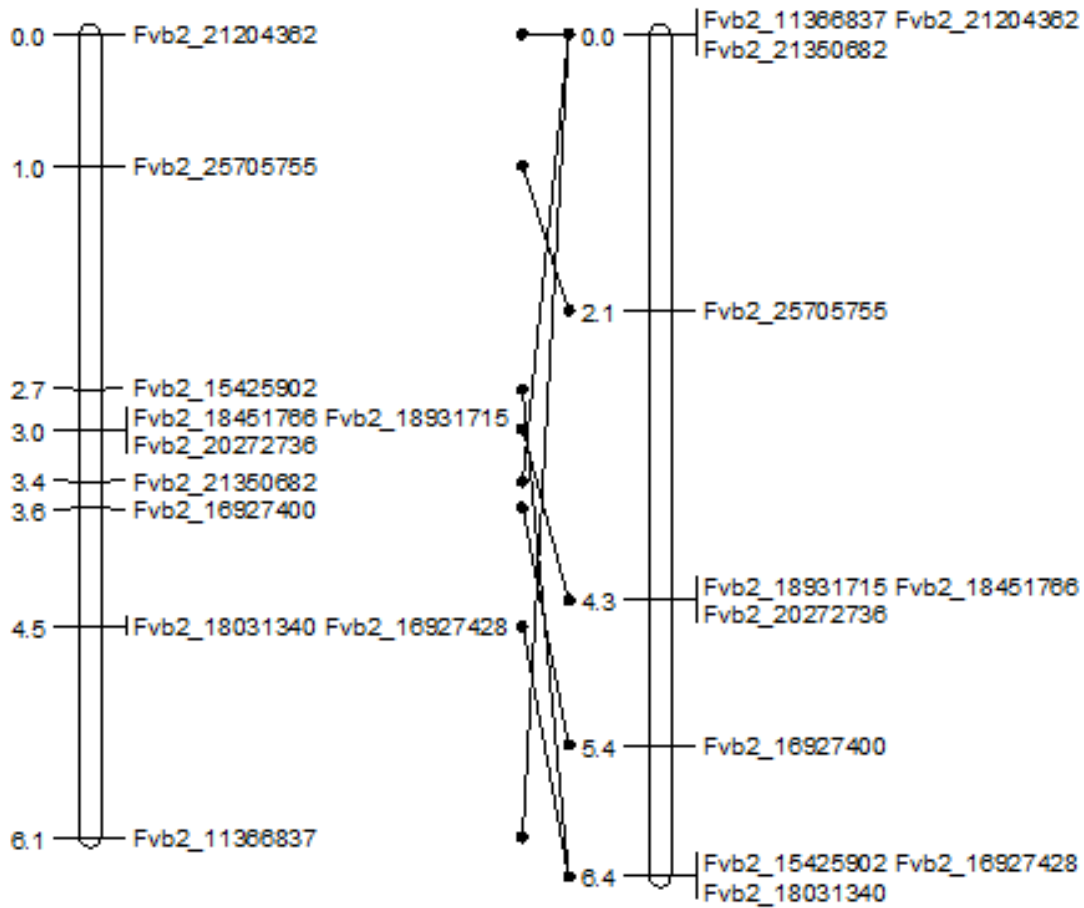 0.0 Fvb2_21204362
1.0 Fvb2_25705755
2.7 Fvb2_15425902
3.0 Fvb2_18451766 Fvb2_18931715
Fvb2_20272736
3.4 Fvb2_21350682
3.6 Fvb2_16927400
4.5 Fvb2_18031340 Fvb2_16927428
6.1 Fvb2_11366837
0.0 Fvb2_11366837 Fvb2_21204362
Fvb2_21350682
2.1 Fvb2_25705755
4.3 Fvb2_18931715 Fvb2_18451766
Fvb2_20272736
5.4 Fvb2_16927400
6.4 Fvb2_15425902 Fvb2_16927428
Fvb2_18031340